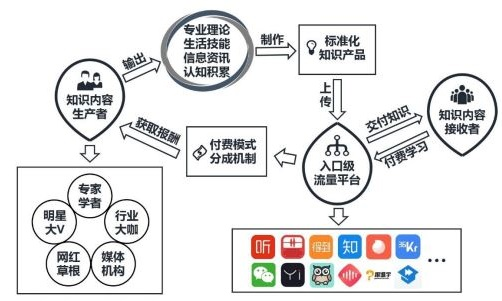 专业理论
生活技能
信息资讯
认知积累
制作
标准化
知识产品
输出
知识内容
生产者
上传
交付知识
知识内容
接收者
付费学习
获取报酬
付费模式
分成机制
入口级
流量平台
专家
学者
明星
大V
行业
大咖
网红
草根
媒体
机构
听
得到
知
36Kr
...